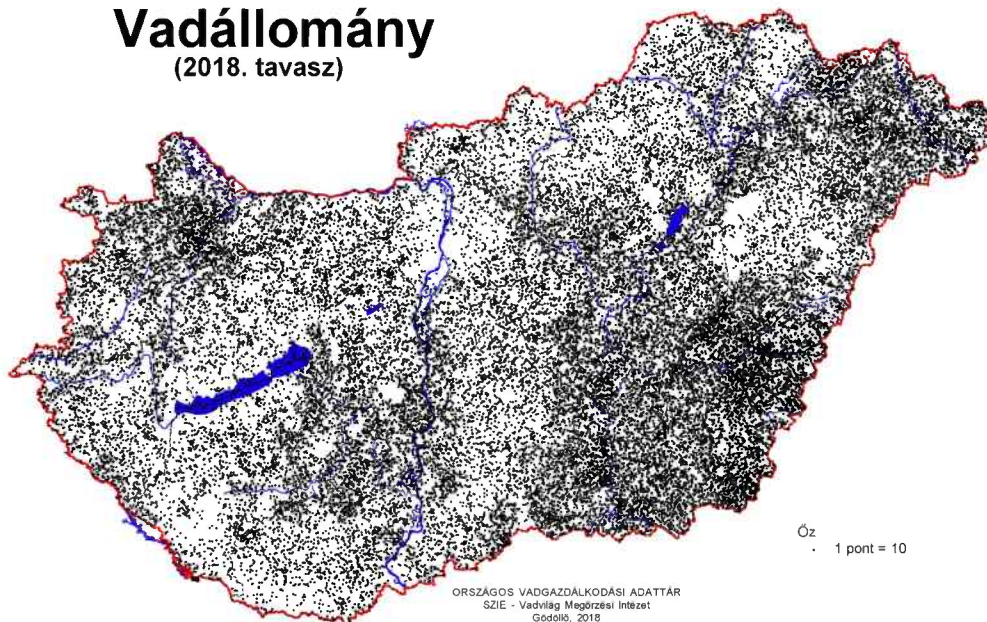 Vadállomány
(2018. tavasz)
Őz
1 pont = 10
ORSZÁGOS VADGAZDÁLKODÁSI ADATTÁR
SZIE - Vadvilág Megőrzési Intézet
Gödöllő, 2018